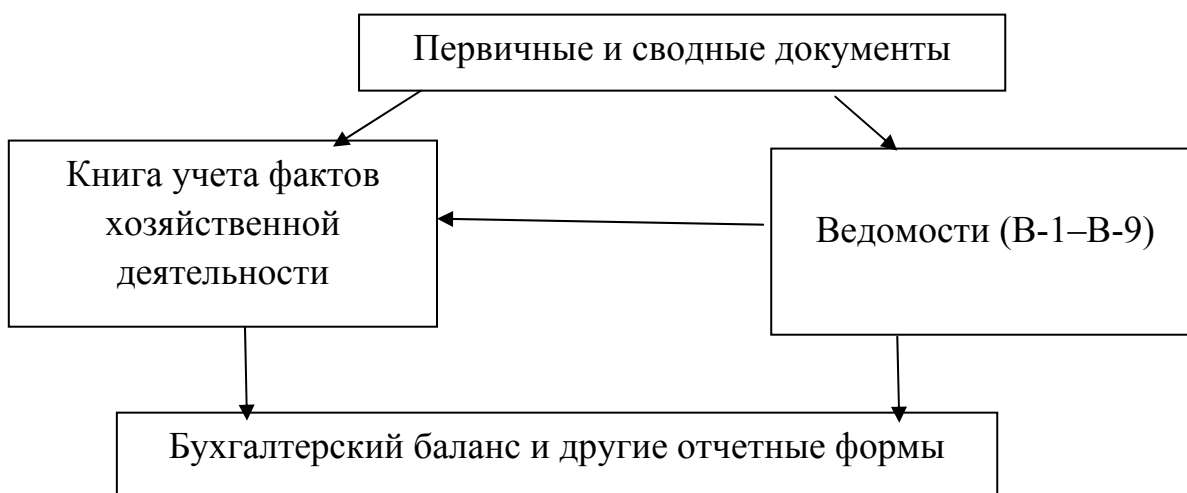 Первичные и сводные документы
Книга учета фактов
хозяйственной
деятельности
Ведомости (В-1–В-9)
Бухгалтерский баланс и другие отчетные формы